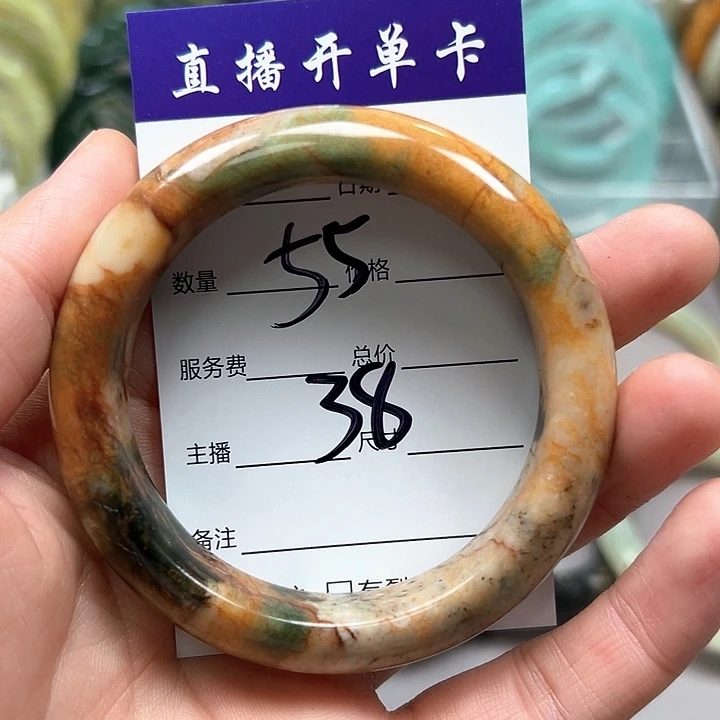 直播开单卡
日期
数量 55 价格
服务费 总价
主播 38 尺寸
备注